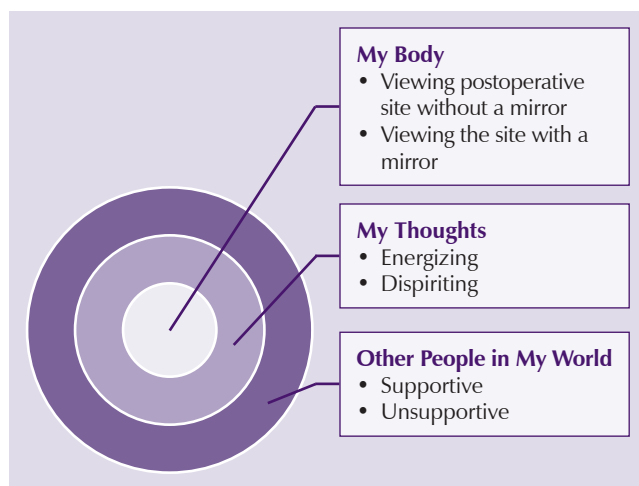 My Body
• Viewing postoperative
site without a mirror
• Viewing the site with a
mirror
My Thoughts
• Energizing
• Dispiriting
Other People in My World
• Supportive
• Unsupportive